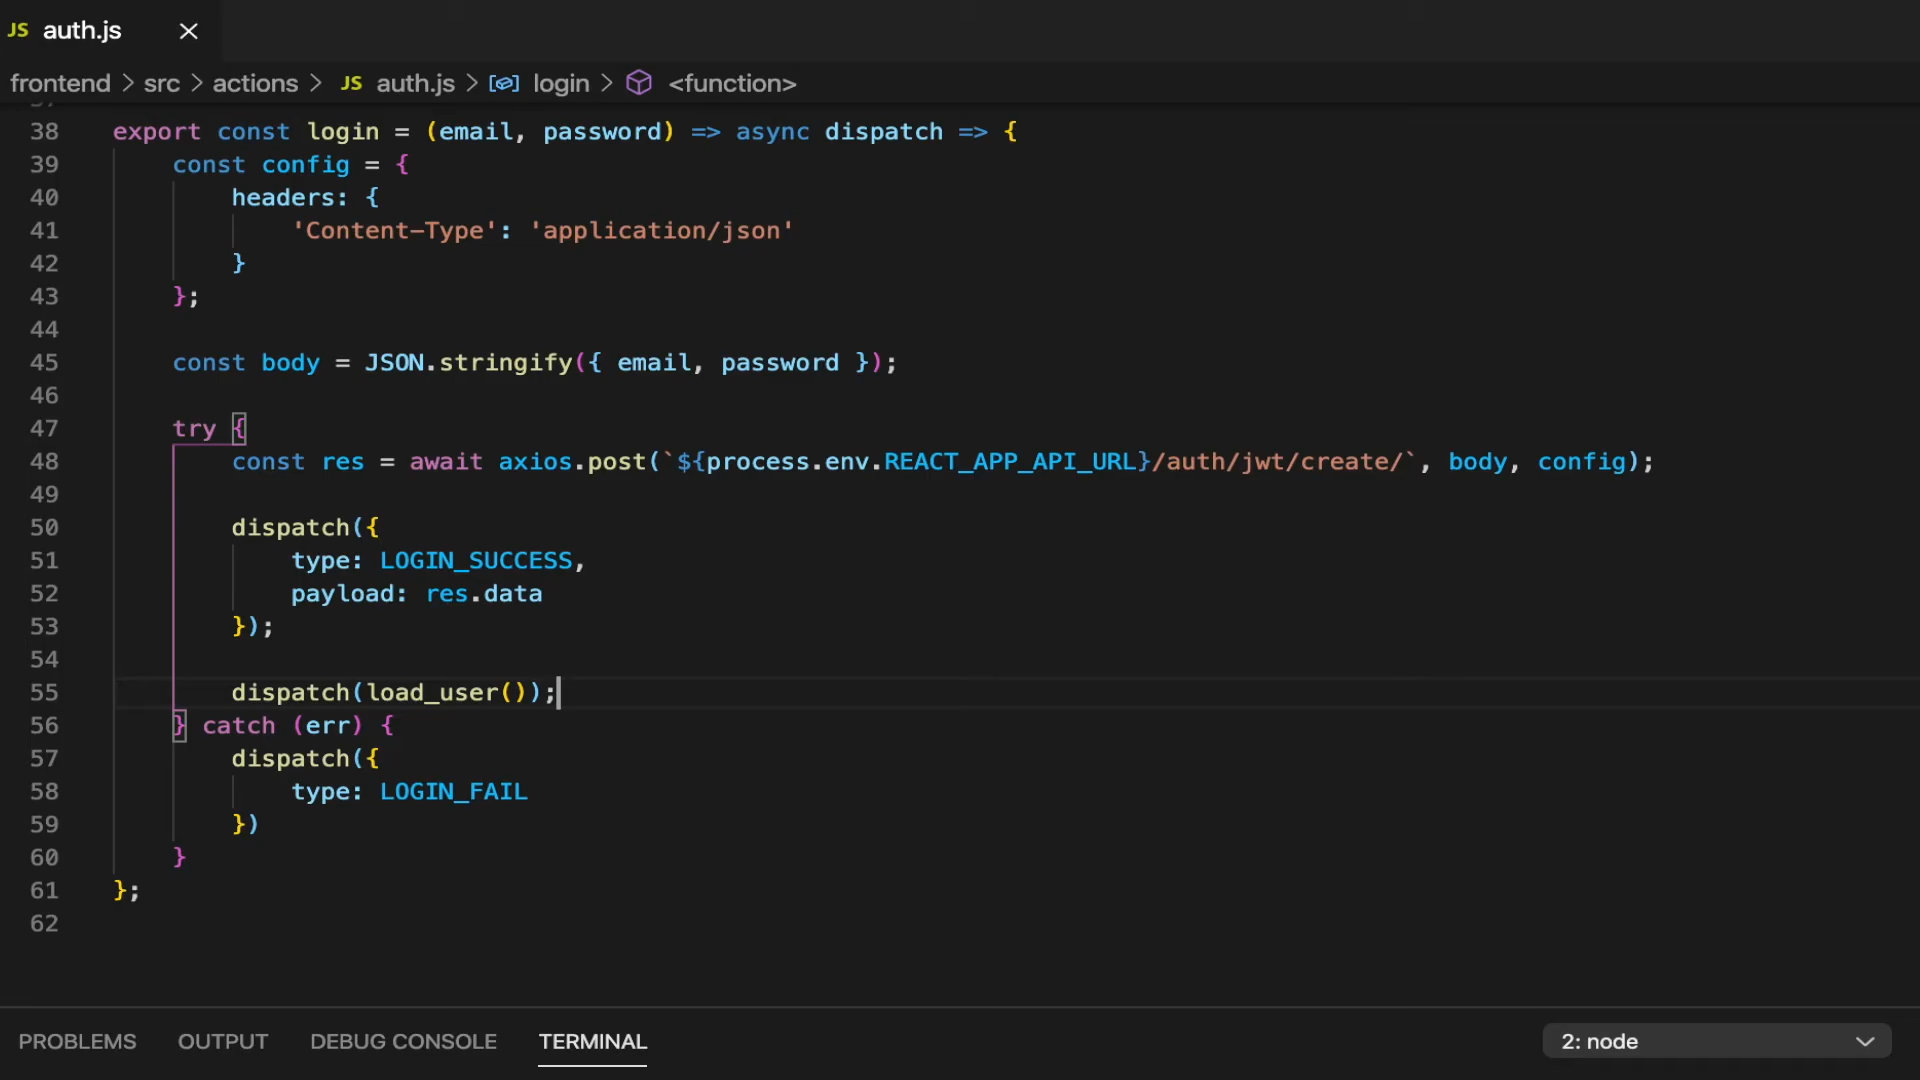 JS auth.js
frontend > src > actions > JS auth.js > login > <function>
38 export const login = (email, password) => async dispatch => {
39 const config = {
40 headers: {
41 'Content-Type': 'application/json'
42 }
43 };
44
45 const body = JSON.stringify({ email, password });
46
47 try {
48 const res = await axios.post(`${process.env.REACT_APP_API_URL}/auth/jwt/create/`, body, config);
49
50 dispatch({
51 type: LOGIN_SUCCESS,
52 payload: res.data
53 });
54
55 dispatch(load_user());
56 } catch (err) {
57 dispatch({
58 type: LOGIN_FAIL
59 })
60 }
61 };
62
PROBLEMS OUTPUT DEBUG CONSOLE TERMINAL 2: node